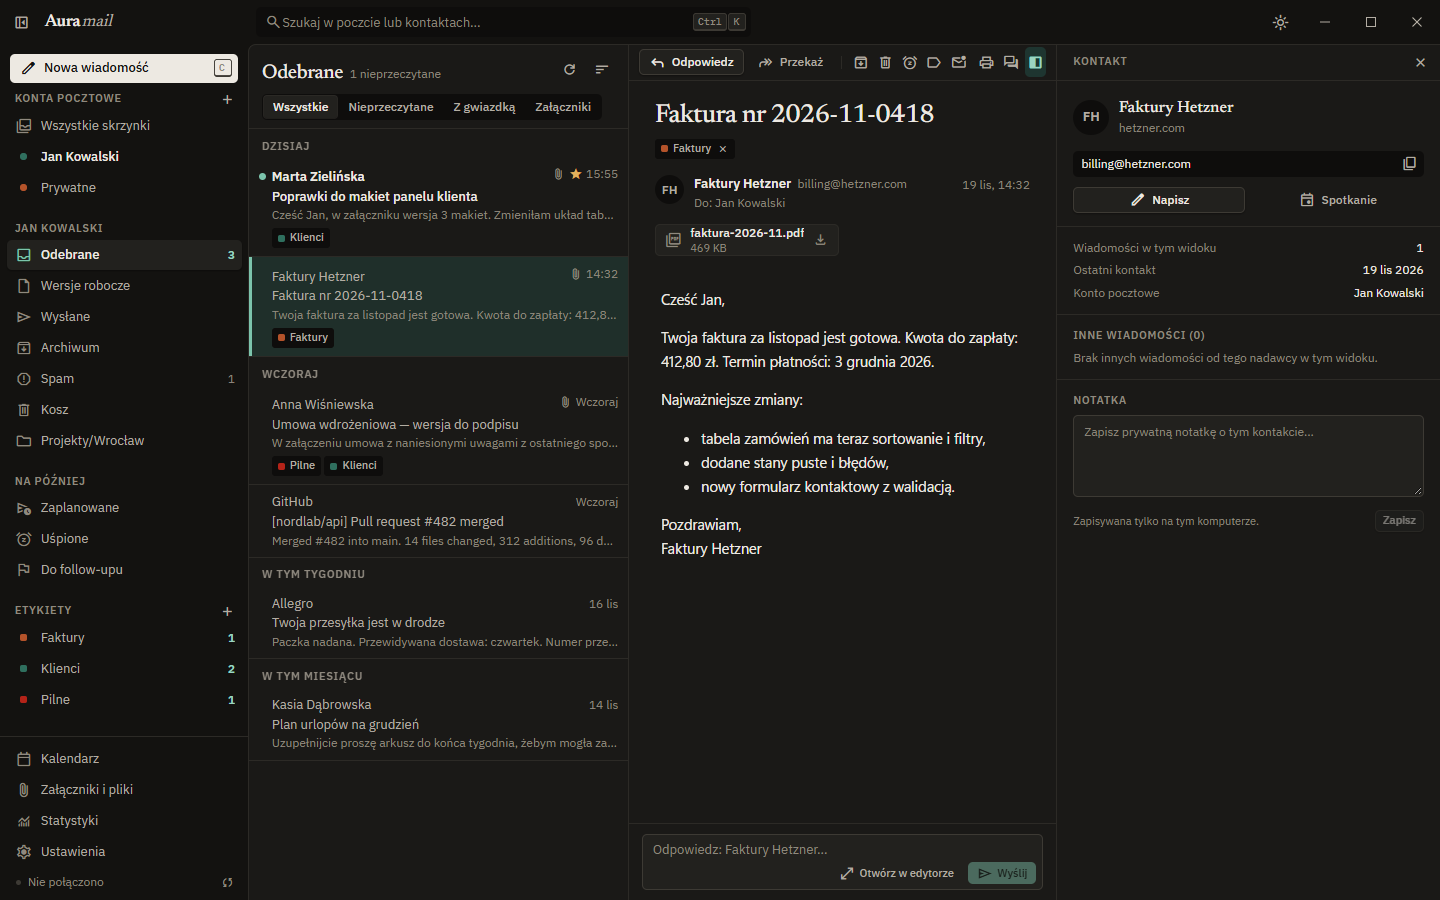 Aura mail
Szukaj w poczcie lub kontaktach...
Ctrl K
Nowa wiadomość
C
KONTA POCZTOWE
Wszystkie skrzynki
Jan Kowalski
Prywatne
JAN KOWALSKI
Odebrane 3
Wersje robocze
Wysłane
Archiwum
Spam 1
Kosz
Projekty/Wrocław
NA PÓŹNIEJ
Zaplanowane
Uśpione
Do follow-upu
ETYKIETY
Faktury 1
Klienci 2
Pilne 1
Kalendarz
Załączniki i pliki
Statystyki
Ustawienia
Nie połączono
Odebrane 1 nieprzeczytane
Wszystkie Nieprzeczytane Z gwiazdką Załączniki
DZISIAJ
Marta Zielińska 15:55
Poprawki do makiet panelu klienta
Cześć Jan, w załączniku wersja 3 makiet. Zmieniłam układ tab...
Klienci
Faktury Hetzner 14:32
Faktura nr 2026-11-0418
Twoja faktura za listopad jest gotowa. Kwota do zapłaty: 412,8...
Faktury
WCZORAJ
Anna Wiśniewska Wczoraj
Umowa wdrożeniowa — wersja do podpisu
W załączeniu umowa z naniesionymi uwagami z ostatniego spo...
Pilne Klienci
GitHub Wczoraj
[nordlab/api] Pull request #482 merged
Merged #482 into main. 14 files changed, 312 additions, 96 d...
W TYM TYGODNIU
Allegro 16 lis
Twoja przesyłka jest w drodze
Paczka nadana. Przewidywana dostawa: czwartek. Numer prze...
W TYM MIESIĄCU
Kasia Dąbrowska 14 lis
Plan urlopów na grudzień
Uzupełnijcie proszę arkusz do końca tygodnia, żebym mogła za...
Odpowiedz Przekaż
Faktura nr 2026-11-0418
Faktury ×
FH
Faktury Hetzner billing@hetzner.com 19 lis, 14:32
Do: Jan Kowalski
PDF
faktura-2026-11.pdf
469 KB
Cześć Jan,
Twoja faktura za listopad jest gotowa. Kwota do zapłaty:
412,80 zł. Termin płatności: 3 grudnia 2026.
Najważniejsze zmiany:
• tabela zamówień ma teraz sortowanie i filtry,
• dodane stany puste i błędów,
• nowy formularz kontaktowy z walidacją.
Pozdrawiam,
Faktury Hetzner
Odpowiedz: Faktury Hetzner...
Otwórz w edytorze
Wyślij
KONTAKT
FH
Faktury Hetzner
hetzner.com
billing@hetzner.com
Napisz Spotkanie
Wiadomości w tym widoku 1
Ostatni kontakt 19 lis 2026
Konto pocztowe Jan Kowalski
INNE WIADOMOŚCI (0)
Brak innych wiadomości od tego nadawcy w tym widoku.
NOTATKA
Zapisz prywatną notatkę o tym kontakcie...
Zapisywana tylko na tym komputerze.
Zapisz